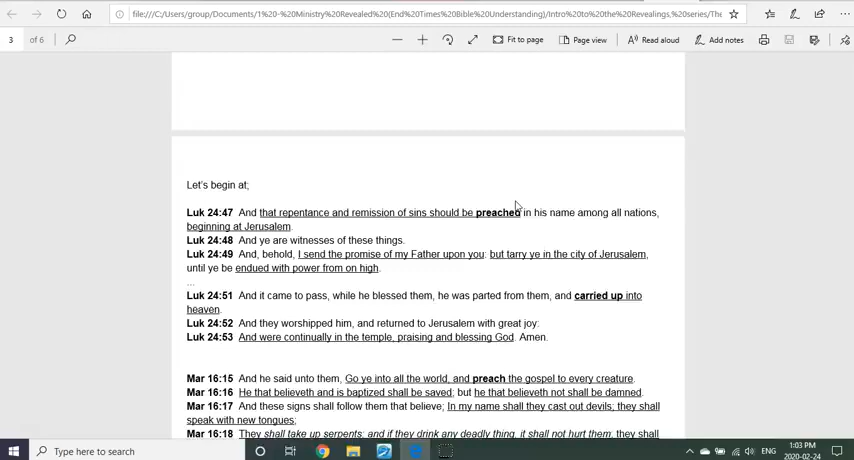 file:///C:/Users/group/Documents/1%20-%20Ministry%20Revealed%20(End%20Times%20Bible%20Understanding)/Intro%20to%20the%20Revealings,%20series/The
3 of 6 Fit to page Page view Read aloud Add notes
Let's begin at;
Luk 24:47 And that repentance and remission of sins should be preached in his name among all nations,
beginning at Jerusalem.
Luk 24:48 And ye are witnesses of these things.
Luk 24:49 And, behold, I send the promise of my Father upon you: but tarry ye in the city of Jerusalem,
until ye be endued with power from on high.
...
Luk 24:51 And it came to pass, while he blessed them, he was parted from them, and carried up into
heaven.
Luk 24:52 And they worshipped him, and returned to Jerusalem with great joy:
Luk 24:53 And were continually in the temple, praising and blessing God. Amen.
Mar 16:15 And he said unto them, Go ye into all the world, and preach the gospel to every creature.
Mar 16:16 He that believeth and is baptized shall be saved; but he that believeth not shall be damned.
Mar 16:17 And these signs shall follow them that believe; In my name shall they cast out devils; they shall
speak with new tongues;
Mar 16:18 They shall take up serpents; and if they drink any deadly thing, it shall not hurt them; they shall
Type here to search
ENG
1:03 PM
2020-02-24